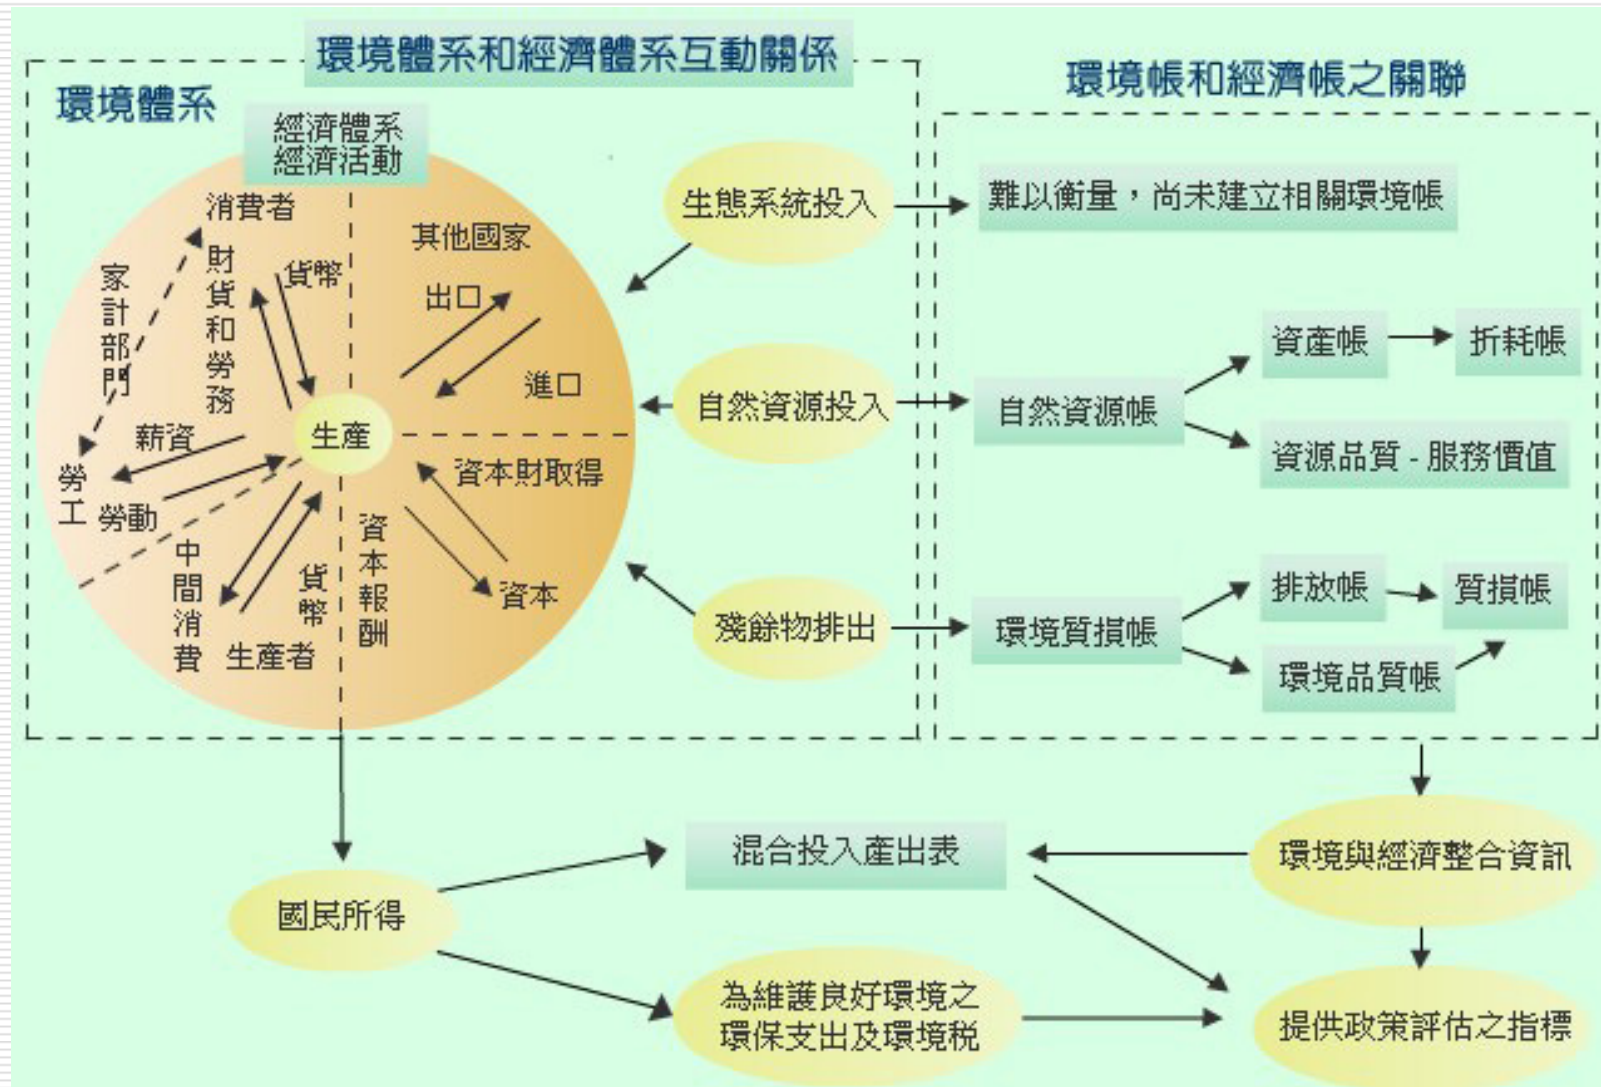 環境體系和經濟體系互動關係
環境體系
經濟體系
經濟活動
消費者
家計部門
財貨和勞務
貨幣
其他國家
出口
進口
生產
薪資
勞工
勞動
資本財取得
中間消費
貨幣
生產者
資本報酬
資本
生態系統投入
自然資源投入
殘餘物排出
環境帳和經濟帳之關聯
難以衡量，尚未建立相關環境帳
自然資源帳
資產帳
折耗帳
資源品質 - 服務價值
環境質損帳
排放帳
質損帳
環境品質帳
國民所得
混合投入產出表
環境與經濟整合資訊
為維護良好環境之
環保支出及環境稅
提供政策評估之指標